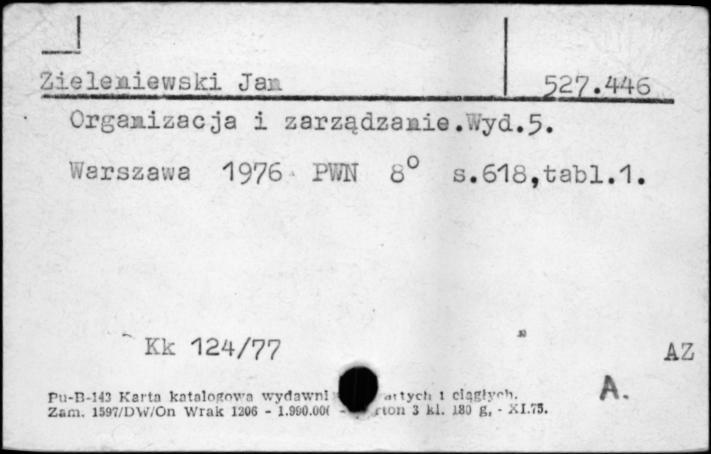 Zieleniewski Jan 527.446
Organizacja i zarządzanie.Wyd.5.
Warszawa 1976 PWN 8° s.618,tabl.1.
Kk 124/77
AZ
A.
Pu-B-143 Karta katalogowa wydawni artych i ciągłych.
Zam. 1597/DW/On Wrak 1206 - 1.990.00 - rton 3 kl. 180 g, - XI.75.